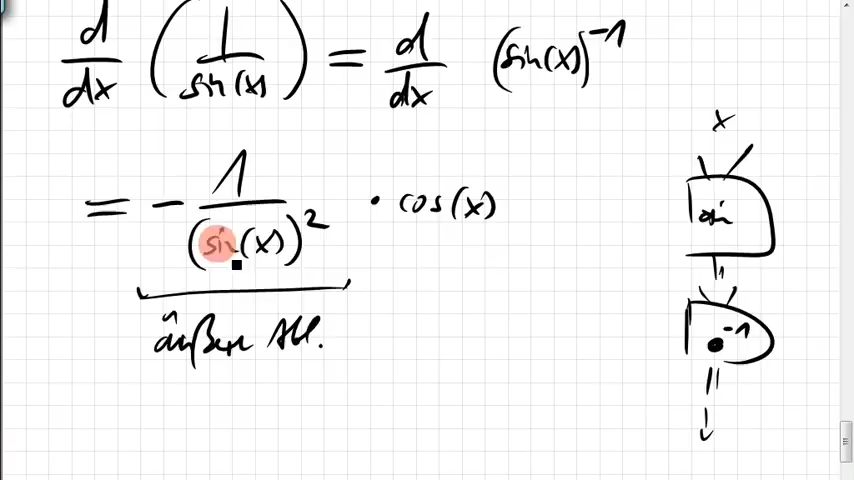 d/dx (1/sin(x)) = d/dx (sin(x))^-1
= - 1/(sin(x))^2 · cos(x)
äußere Abl.
x
sin
•^-1